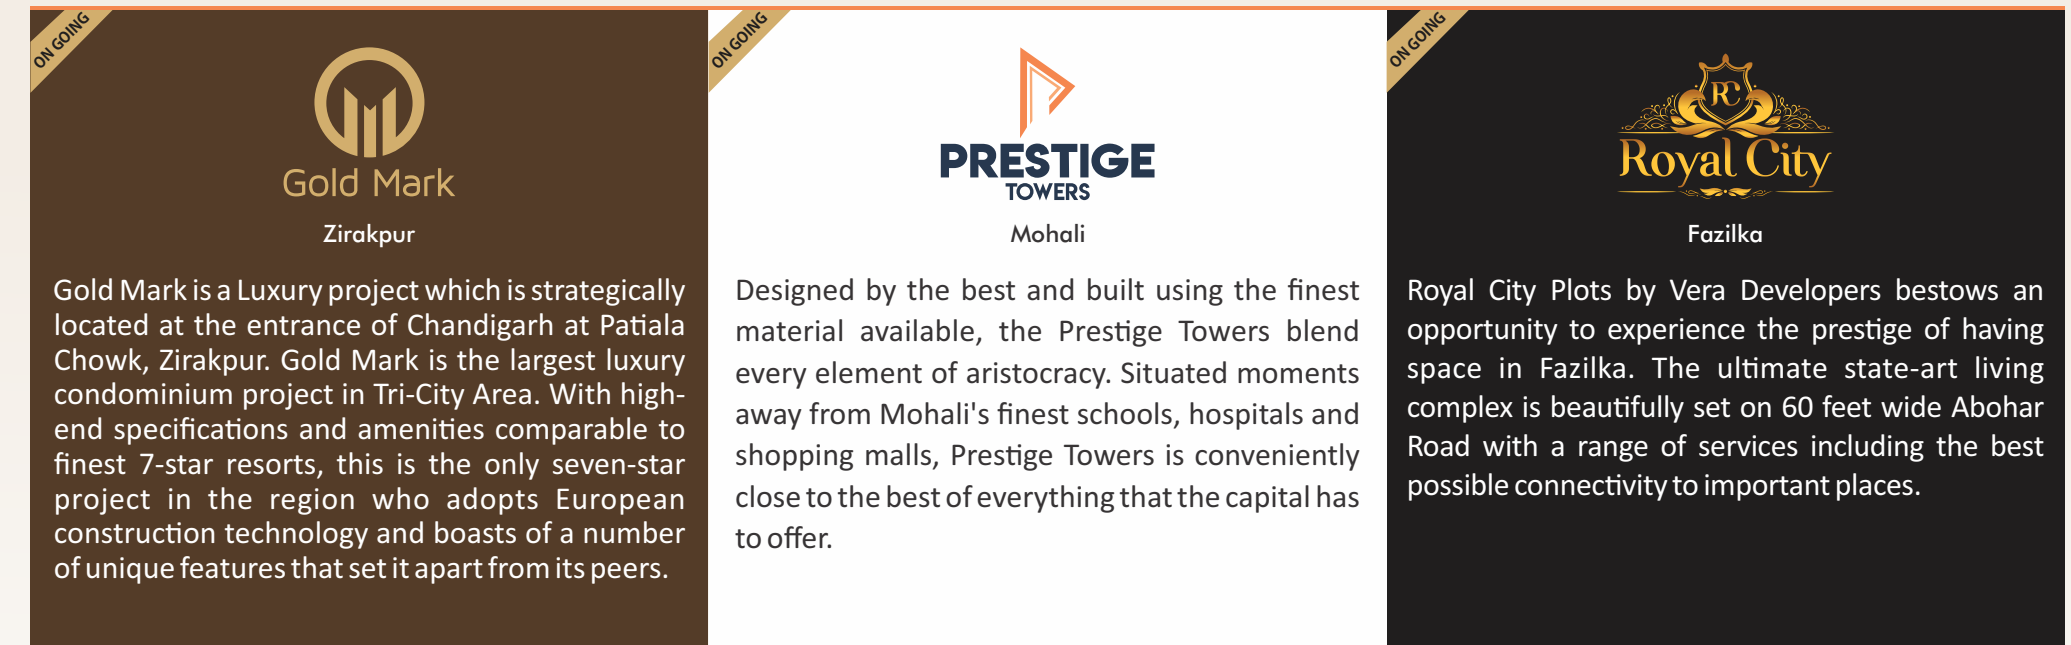 ON GOING
Gold Mark
Zirakpur
Gold Mark is a Luxury project which is strategically
located at the entrance of Chandigarh at Patiala
Chowk, Zirakpur. Gold Mark is the largest luxury
condominium project in Tri-City Area. With high-
end specifications and amenities comparable to
finest 7-star resorts, this is the only seven-star
project in the region who adopts European
construction technology and boasts of a number
of unique features that set it apart from its peers.
ON GOING
PRESTIGE
TOWERS
Mohali
Designed by the best and built using the finest
material available, the Prestige Towers blend
every element of aristocracy. Situated moments
away from Mohali's finest schools, hospitals and
shopping malls, Prestige Towers is conveniently
close to the best of everything that the capital has
to offer.
ON GOING
RC
Royal City
Fazilka
Royal City Plots by Vera Developers bestows an
opportunity to experience the prestige of having
space in Fazilka. The ultimate state-art living
complex is beautifully set on 60 feet wide Abohar
Road with a range of services including the best
possible connectivity to important places.